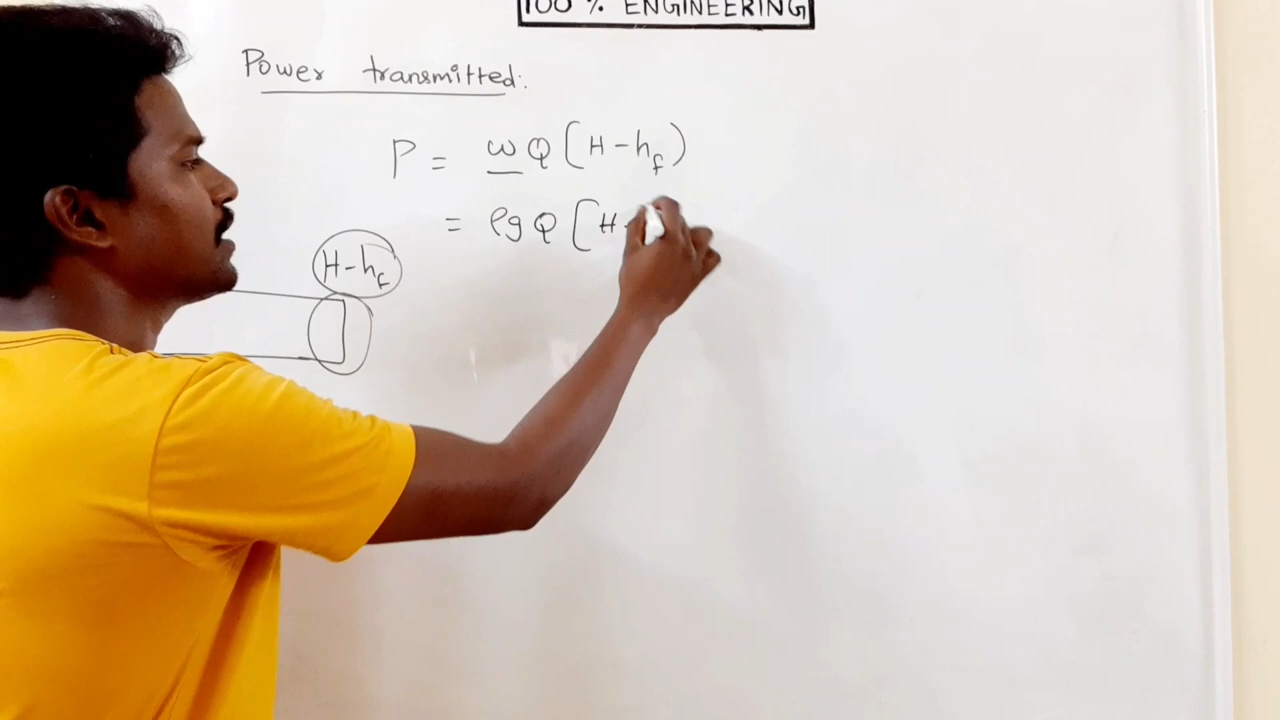 100 % ENGINEERING
Power transmitted:
P = ωQ(H-hf)
= ρgQ[H-
H-hf